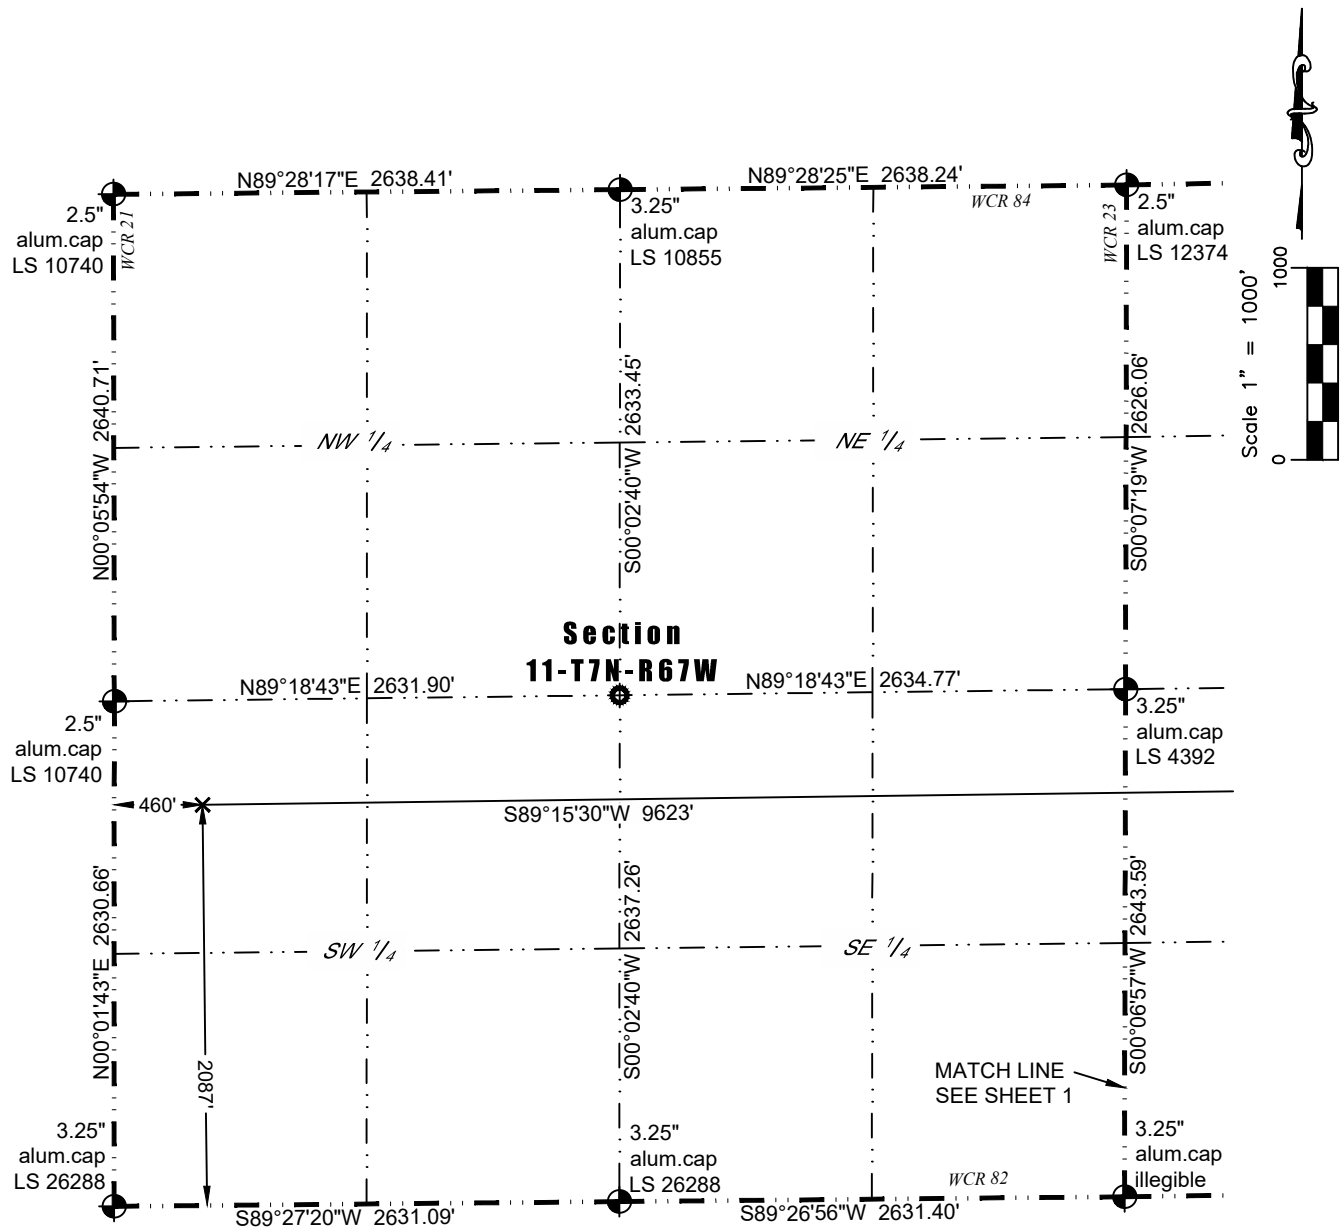 N89°28'17"E 2638.41'
N89°28'25"E 2638.24'
WCR 84
2.5"
alum.cap
LS 10740
WCR 21
3.25"
alum.cap
LS 10855
WCR 23
2.5"
alum.cap
LS 12374
Scale 1" = 1000'
0
1000
N00°05'54"W 2640.71'
S00°02'40"W 2633.45'
S00°07'19"W 2626.06'
NW 1/4
NE 1/4
Section
11-T7N-R67W
N89°18'43"E 2631.90'
N89°18'43"E 2634.77'
2.5"
alum.cap
LS 10740
3.25"
alum.cap
LS 4392
460'
S89°15'30"W 9623'
N00°01'43"E 2630.66'
S00°02'40"W 2637.26'
S00°06'57"W 2643.59'
SW 1/4
SE 1/4
2087'
MATCH LINE
SEE SHEET 1
3.25"
alum.cap
LS 26288
3.25"
alum.cap
LS 26288
3.25"
alum.cap
illegible
WCR 82
S89°27'20"W 2631.09'
S89°26'56"W 2631.40'